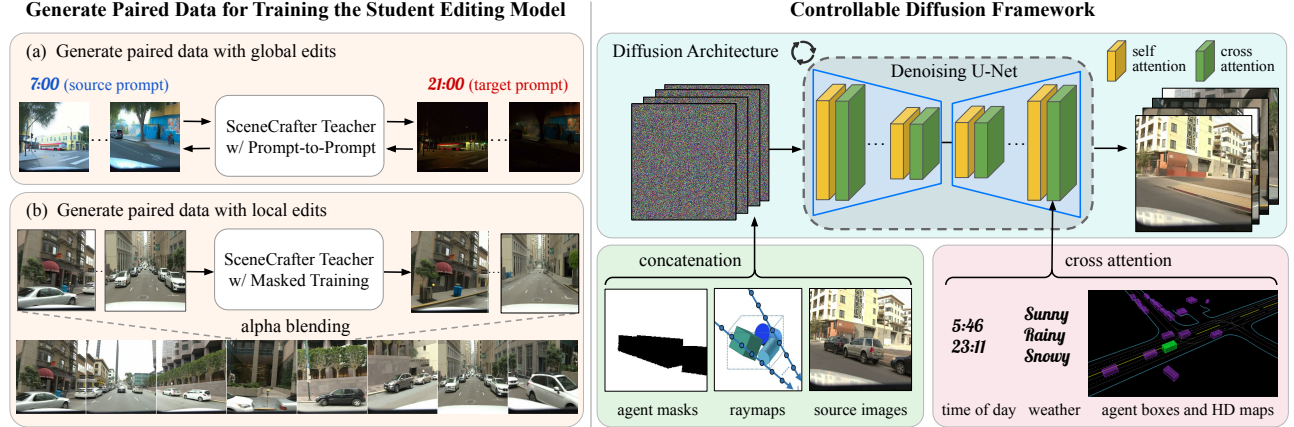 Generate Paired Data for Training the Student Editing Model
(a) Generate paired data with global edits
7:00 (source prompt)
21:00 (target prompt)
SceneCrafter Teacher
w/ Prompt-to-Prompt
(b) Generate paired data with local edits
SceneCrafter Teacher
w/ Masked Training
alpha blending
Controllable Diffusion Framework
Diffusion Architecture
Denoising U-Net
self
attention
cross
attention
concatenation
agent masks
raymaps
source images
cross attention
5:46
23:11
Sunny
Rainy
Snowy
time of day
weather
agent boxes and HD maps